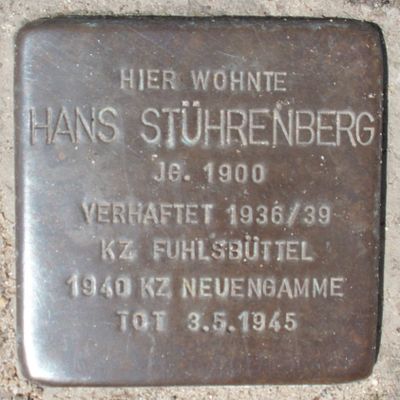 HIER WOHNTE
HANS STÜHRENBERG
JG. 1900
VERHAFTET 1936/39
KZ FUHLSBÜTTEL
1940 KZ NEUENGAMME
TOT 3.5.1945